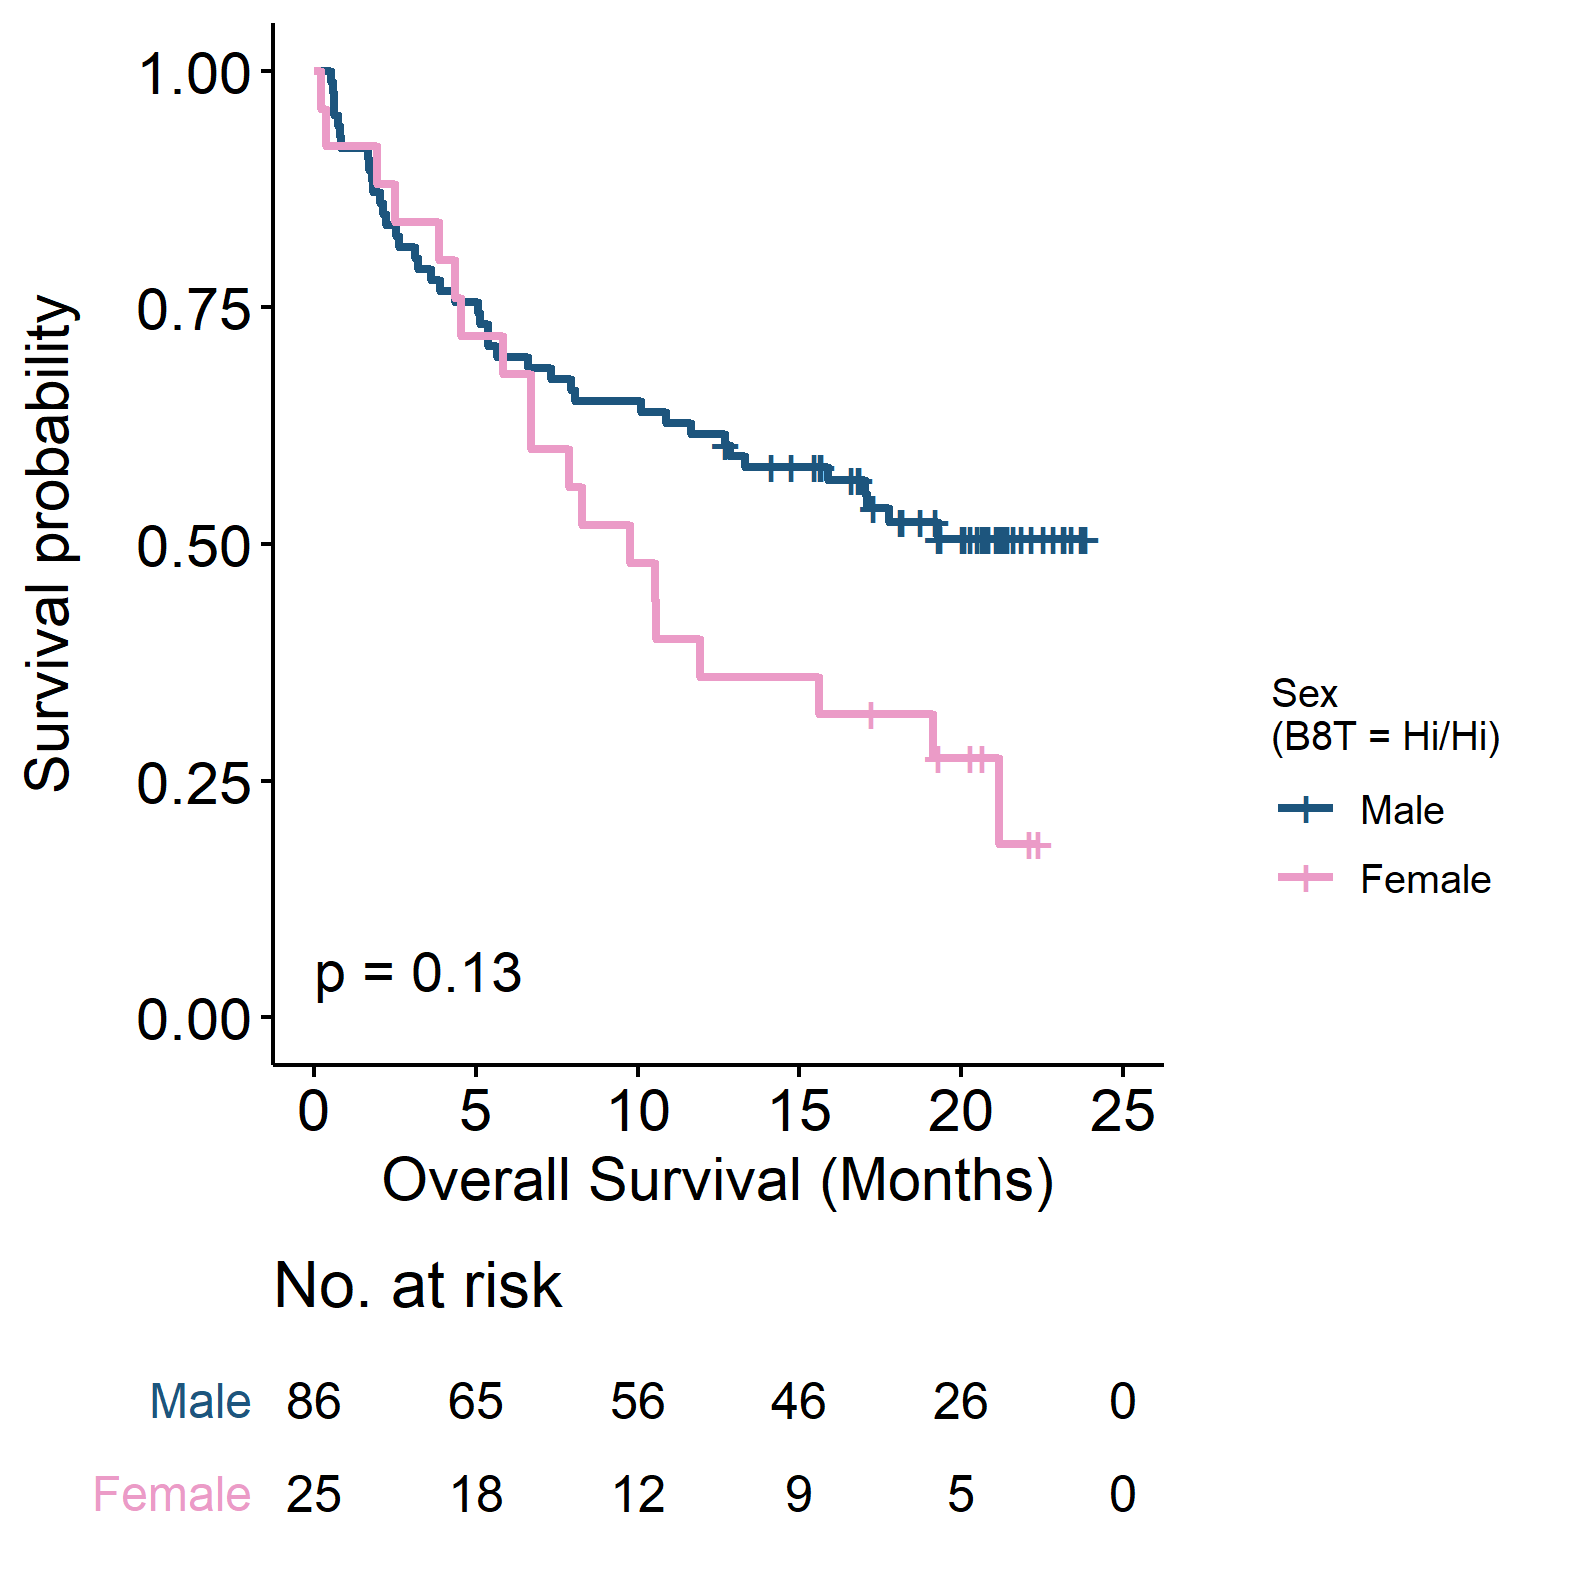 1.00
0.75
0.50
0.25
0.00
Survival probability
p = 0.13
0 5 10 15 20 25
Overall Survival (Months)
Sex
(B8T = Hi/Hi)
Male
Female
No. at risk
Male 86 65 56 46 26 0
Female 25 18 12 9 5 0